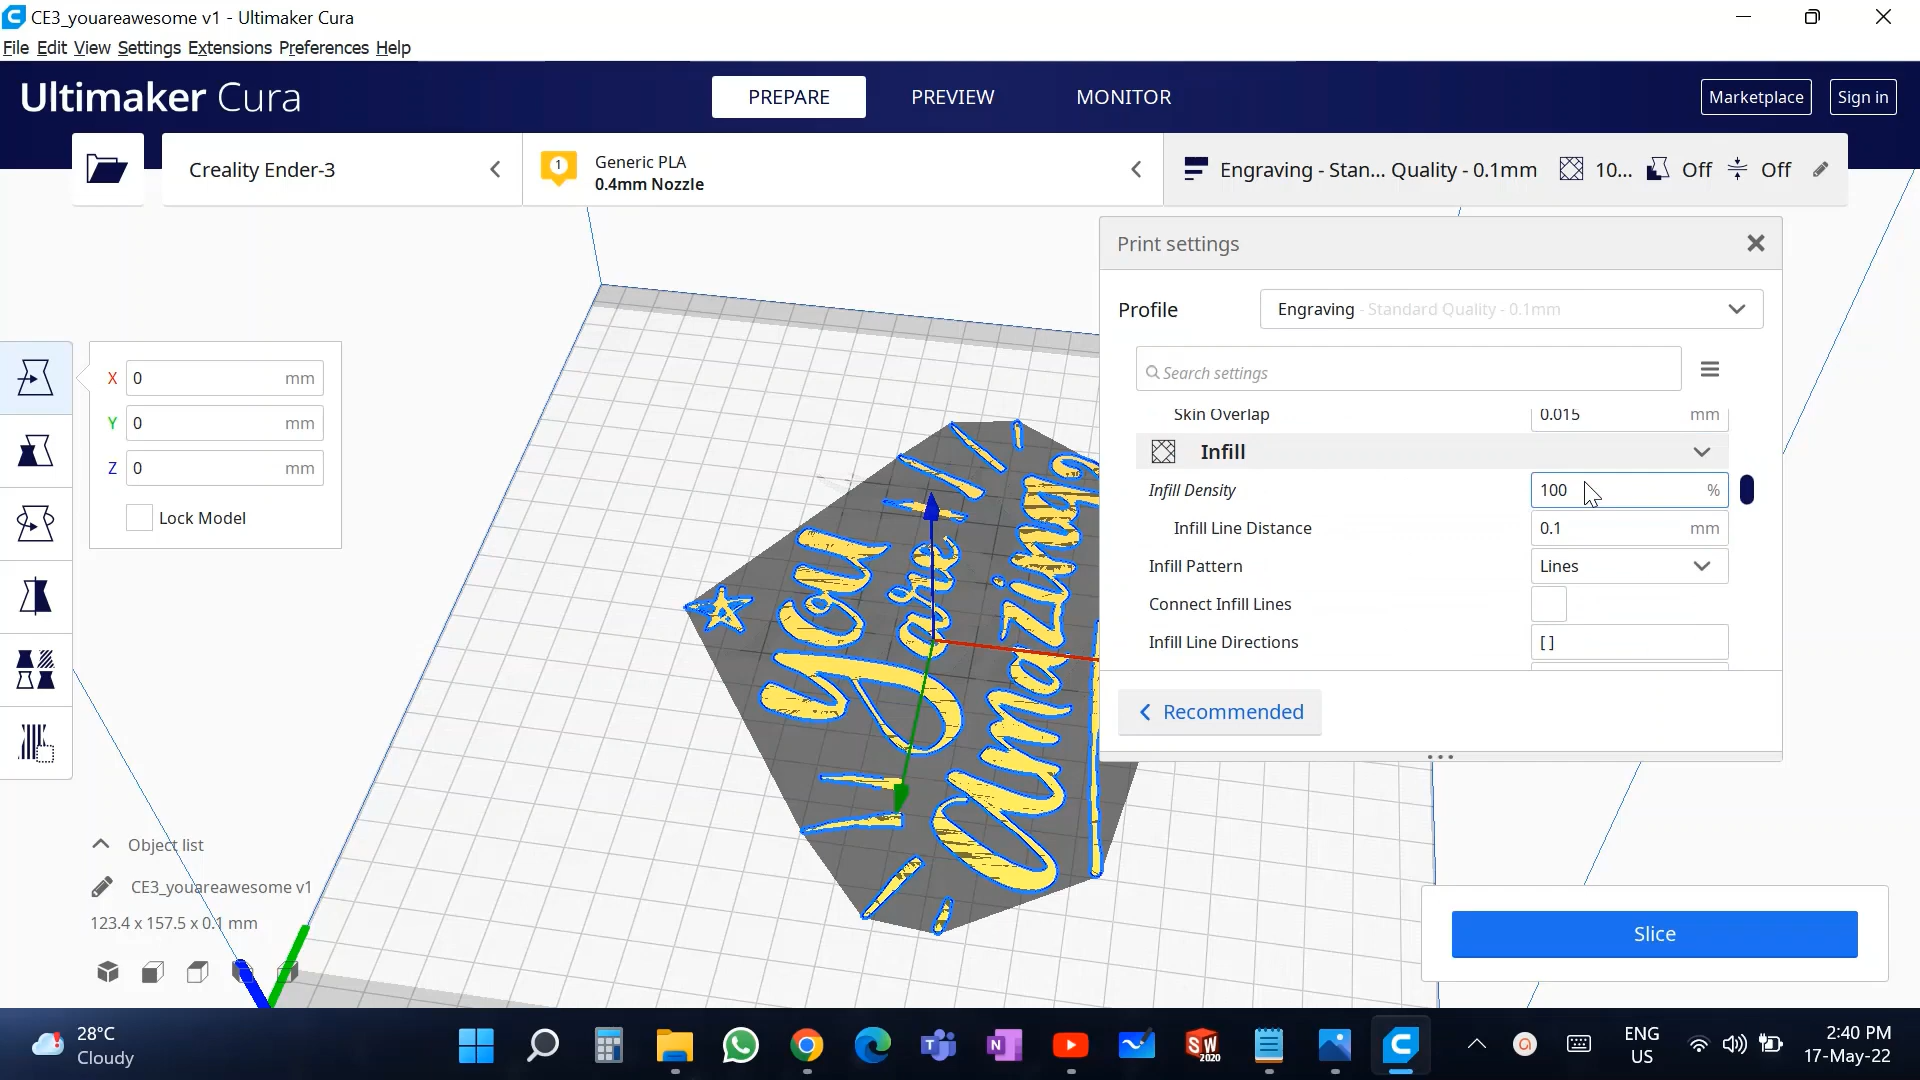 CE3_youareawesome v1 - Ultimaker Cura
File Edit View Settings Extensions Preferences Help
Ultimaker Cura
PREPARE
PREVIEW
MONITOR
Marketplace
Sign in
Creality Ender-3
1
Generic PLA
0.4mm Nozzle
Engraving - Stan... Quality - 0.1mm
10...
Off
Off
Print settings
Profile
Engraving - Standard Quality - 0.1mm
Search settings
Skin Overlap 0.015 mm
Infill
Infill Density 100 %
Infill Line Distance 0.1 mm
Infill Pattern Lines
Connect Infill Lines
Infill Line Directions []
Recommended
X 0 mm
Y 0 mm
Z 0 mm
Lock Model
You
are
amazing
Object list
CE3_youareawesome v1
123.4 x 157.5 x 0.1 mm
Slice
28°C
Cloudy
SW
2020
ENG
US
2:40 PM
17-May-22